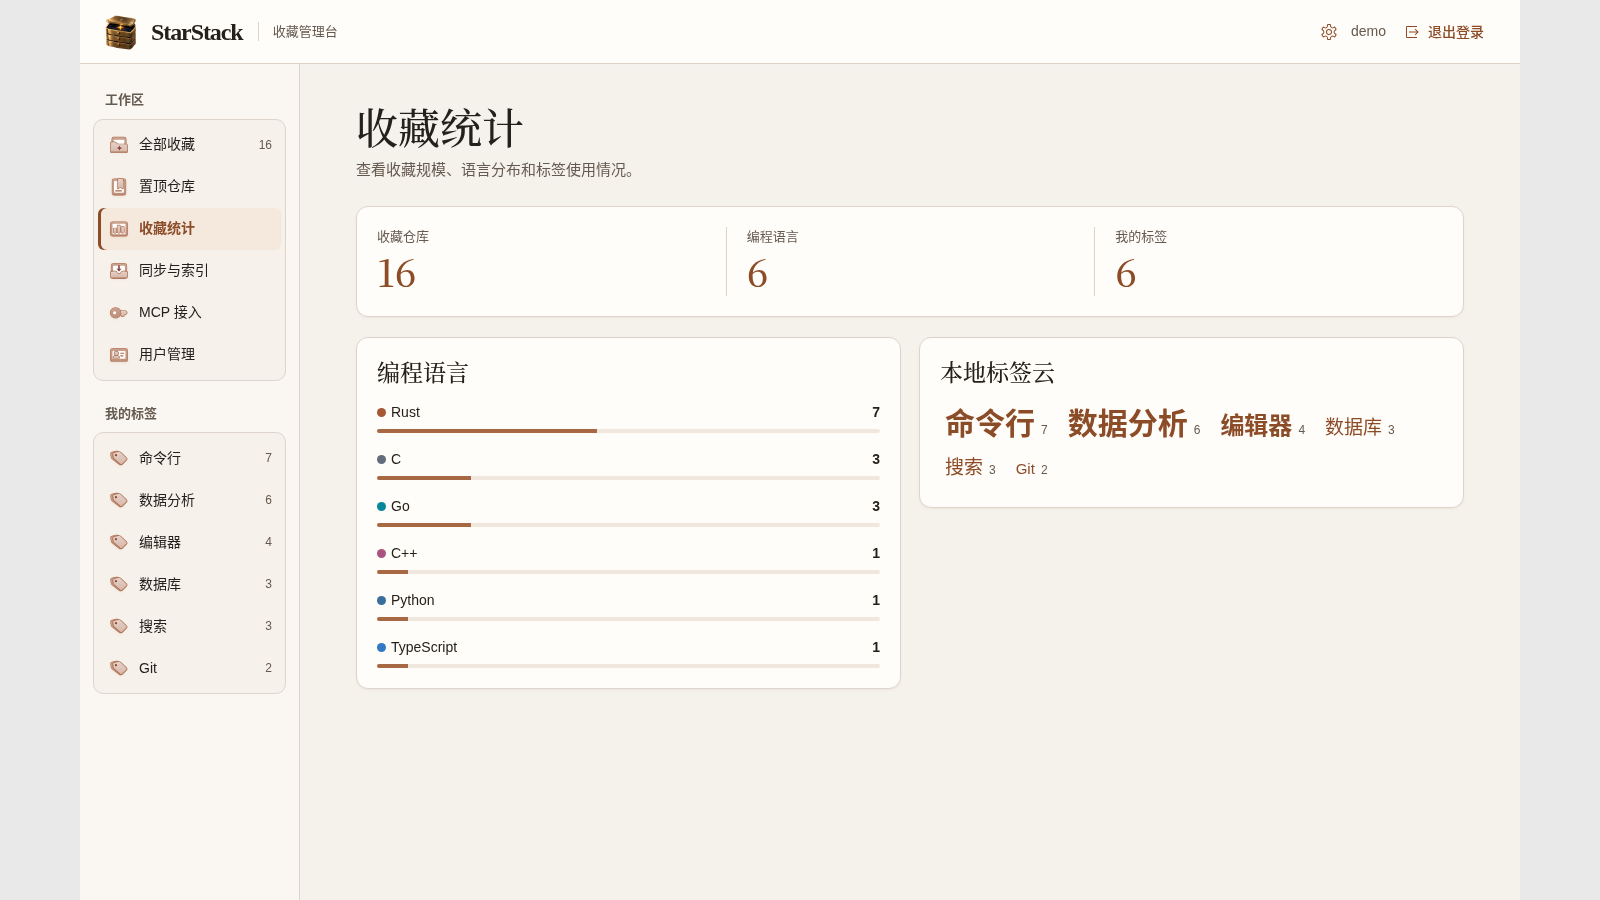 StarStack
收藏管理台
demo
退出登录
工作区
全部收藏 16
置顶仓库
收藏统计
同步与索引
MCP 接入
用户管理
我的标签
命令行 7
数据分析 6
编辑器 4
数据库 3
搜索 3
Git 2
收藏统计
查看收藏规模、语言分布和标签使用情况。
收藏仓库
16
编程语言
6
我的标签
6
编程语言
Rust 7
C 3
Go 3
C++ 1
Python 1
TypeScript 1
本地标签云
命令行 7 数据分析 6 编辑器 4 数据库 3
搜索 3 Git 2